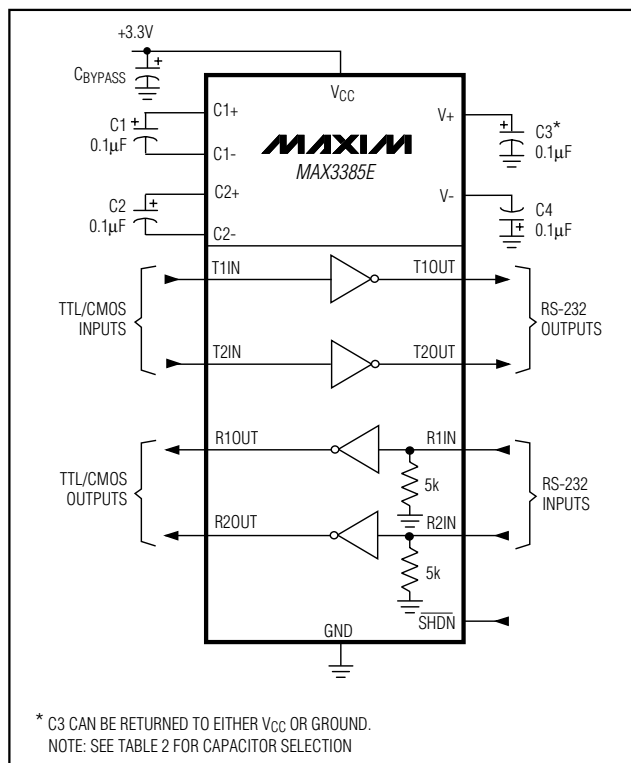 +3.3V
CBYPASS
+
VCC
C1
0.1µF
+
C1+
C1-
C2
0.1µF
+
C2+
C2-
MAXIM
MAX3385E
V+
+
C3*
0.1µF
V-
C4
+
0.1µF
TTL/CMOS
INPUTS
T1IN
T1OUT
T2IN
T2OUT
RS-232
OUTPUTS
TTL/CMOS
OUTPUTS
R1OUT
R1IN
5k
R2OUT
R2IN
5k
RS-232
INPUTS
SHDN
GND
* C3 CAN BE RETURNED TO EITHER VCC OR GROUND.
NOTE: SEE TABLE 2 FOR CAPACITOR SELECTION